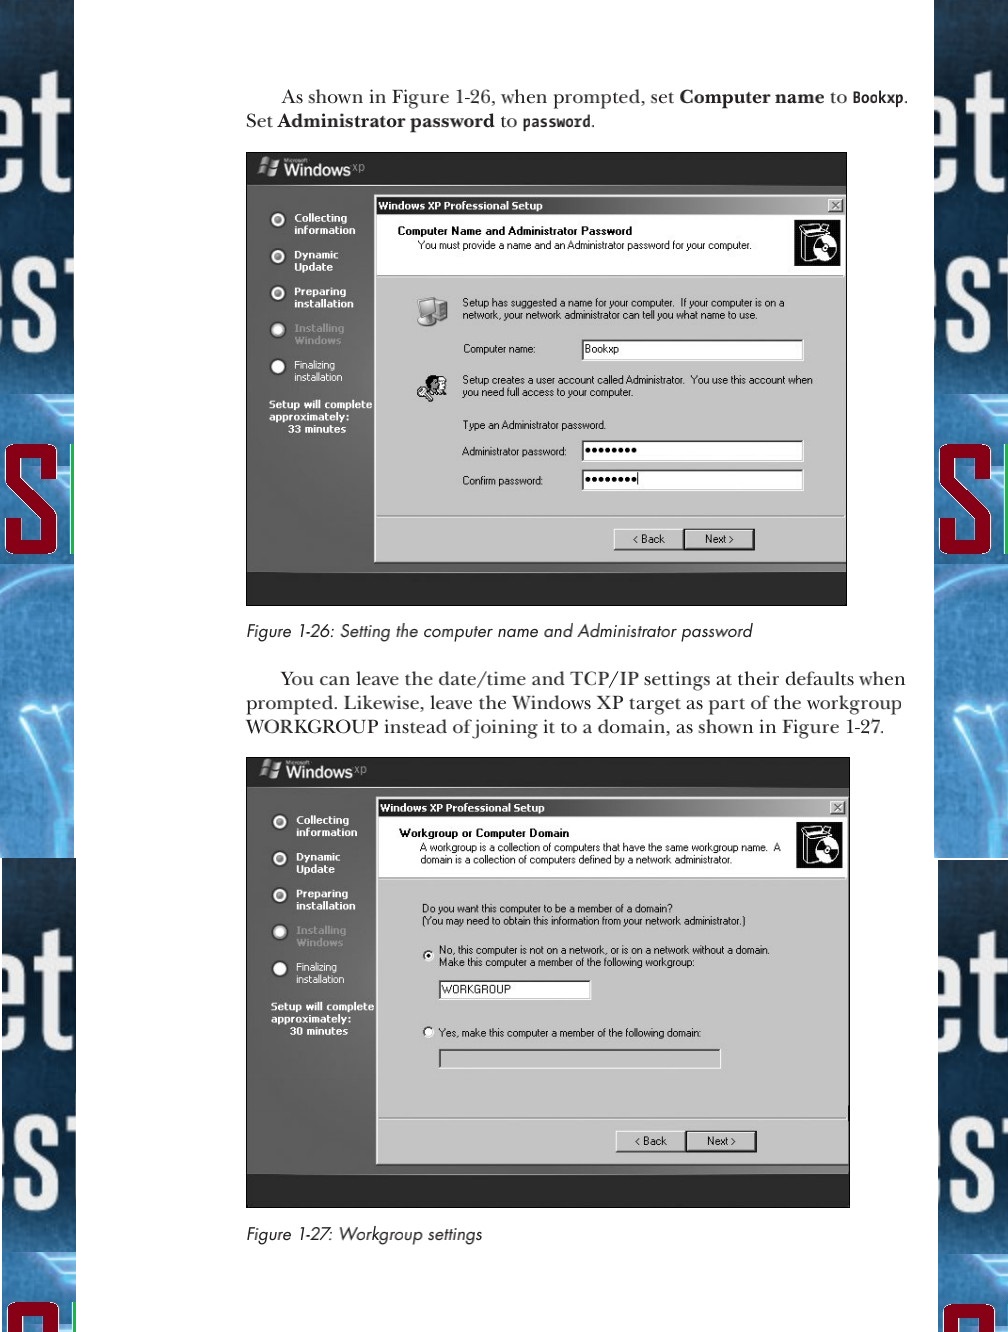 As shown in Figure 1-26, when prompted, set Computer name to Bookxp.
Set Administrator password to password.
Microsoft
Windows xp
Collecting
information
Dynamic
Update
Preparing
installation
Installing
Windows
Finalizing
installation
Setup will complete
approximately:
33 minutes
Windows XP Professional Setup
Computer Name and Administrator Password
You must provide a name and an Administrator password for your computer.
Setup has suggested a name for your computer. If your computer is on a
network, your network administrator can tell you what name to use.
Computer name: Bookxp
Setup creates a user account called Administrator. You use this account when
you need full access to your computer.
Type an Administrator password.
Administrator password: ●●●●●●●●
Confirm password: ●●●●●●●●
< Back Next >
Figure 1-26: Setting the computer name and Administrator password
You can leave the date/time and TCP/IP settings at their defaults when
prompted. Likewise, leave the Windows XP target as part of the workgroup
WORKGROUP instead of joining it to a domain, as shown in Figure 1-27.
Microsoft
Windows xp
Collecting
information
Dynamic
Update
Preparing
installation
Installing
Windows
Finalizing
installation
Setup will complete
approximately:
30 minutes
Windows XP Professional Setup
Workgroup or Computer Domain
A workgroup is a collection of computers that have the same workgroup name. A
domain is a collection of computers defined by a network administrator.
Do you want this computer to be a member of a domain?
(You may need to obtain this information from your network administrator.)
No, this computer is not on a network, or is on a network without a domain.
Make this computer a member of the following workgroup:
WORKGROUP
Yes, make this computer a member of the following domain:
< Back Next >
Figure 1-27: Workgroup settings